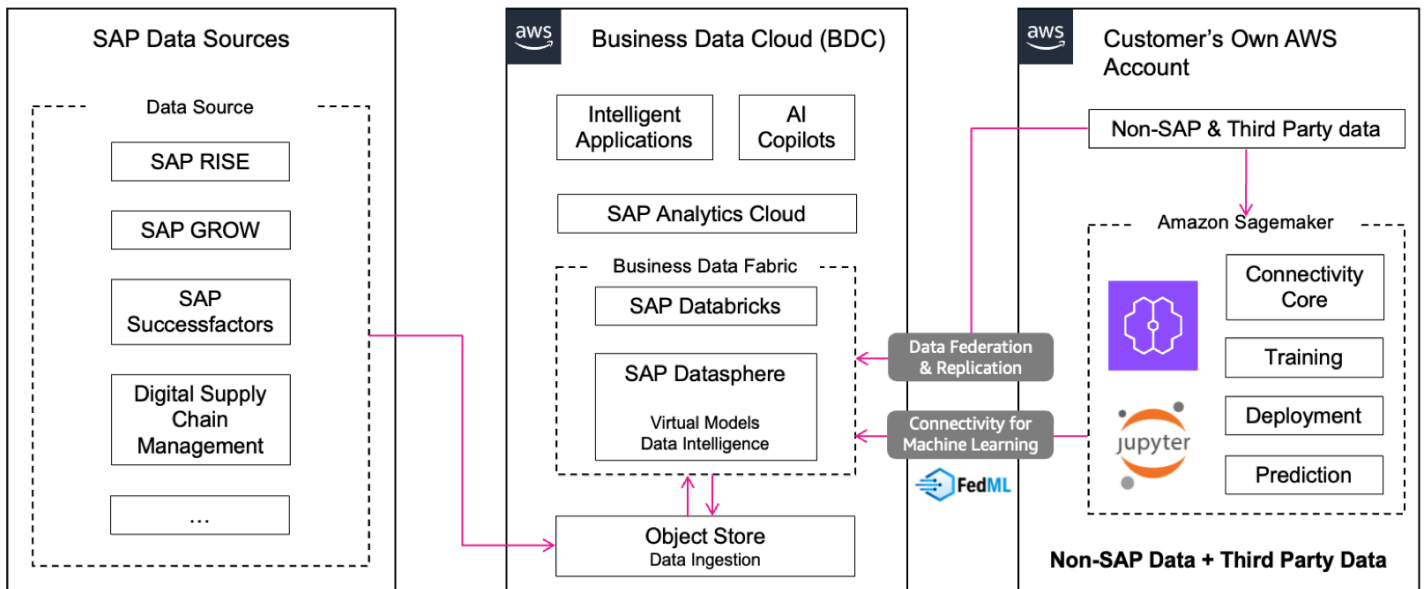 SAP Data Sources
Data Source
SAP RISE
SAP GROW
SAP
Successfactors
Digital Supply
Chain
Management
...
aws
Business Data Cloud (BDC)
Intelligent
Applications
AI
Copilots
SAP Analytics Cloud
Business Data Fabric
SAP Databricks
SAP Datasphere
Virtual Models
Data Intelligence
Object Store
Data Ingestion
Data Federation
& Replication
Connectivity for
Machine Learning
FedML
aws
Customer’s Own AWS
Account
Non-SAP & Third Party data
Amazon Sagemaker
Connectivity
Core
Training
jupyter
Deployment
Prediction
Non-SAP Data + Third Party Data